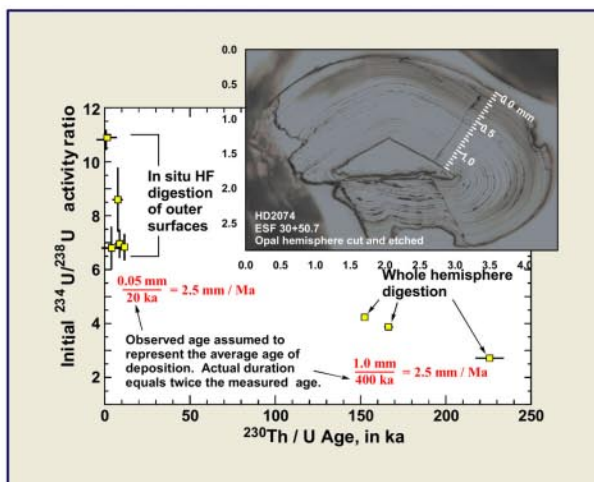 0.0
0.5
1.0
1.5
2.0
2.5
0.0 mm
0.5
1.0
HD2074
ESF 30+50.7
Opal hemisphere cut and etched
1.0
1.5
2.0
2.5
3.0
3.5
4.0
12
10
8
6
4
2
Initial ²³⁴U/²³⁸U activity ratio
In situ HF
digestion
of outer
surfaces
0.05 mm
20 ka
= 2.5 mm / Ma
Whole hemisphere
digestion
Observed age assumed to
represent the average age of
deposition. Actual duration
equals twice the measured age.
1.0 mm
400 ka
= 2.5 mm / Ma
0
50
100
150
200
250
²³⁰Th / U Age, in ka